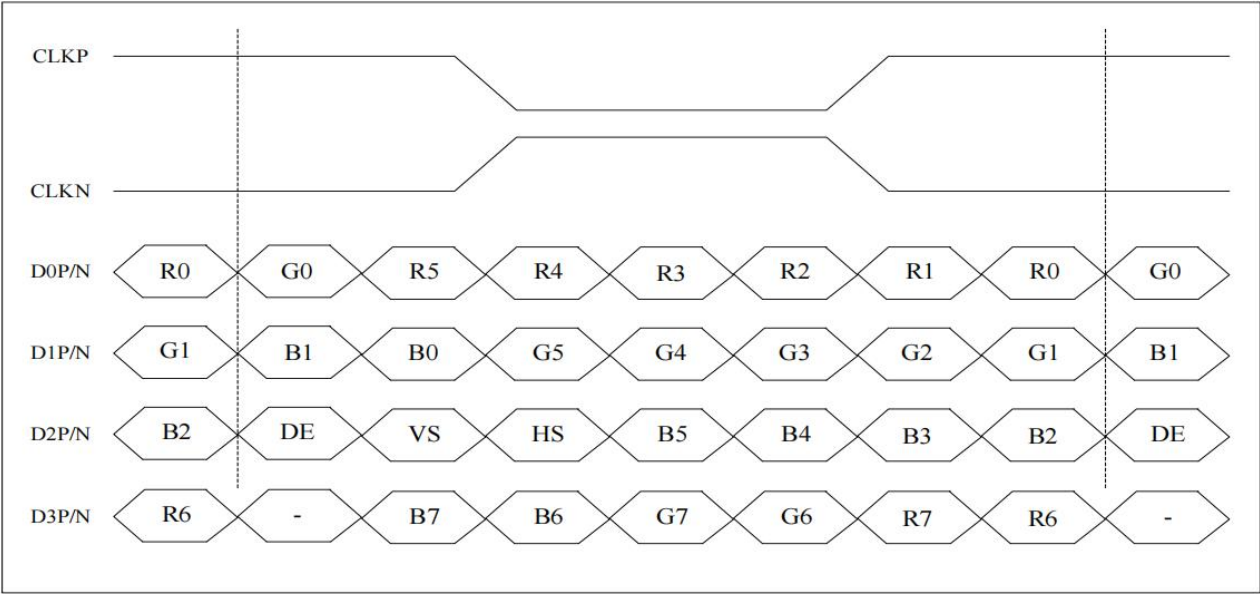 CLKP
CLKN
D0P/N R0 G0 R5 R4 R3 R2 R1 R0 G0
D1P/N G1 B1 B0 G5 G4 G3 G2 G1 B1
D2P/N B2 DE VS HS B5 B4 B3 B2 DE
D3P/N R6 - B7 B6 G7 G6 R7 R6 -